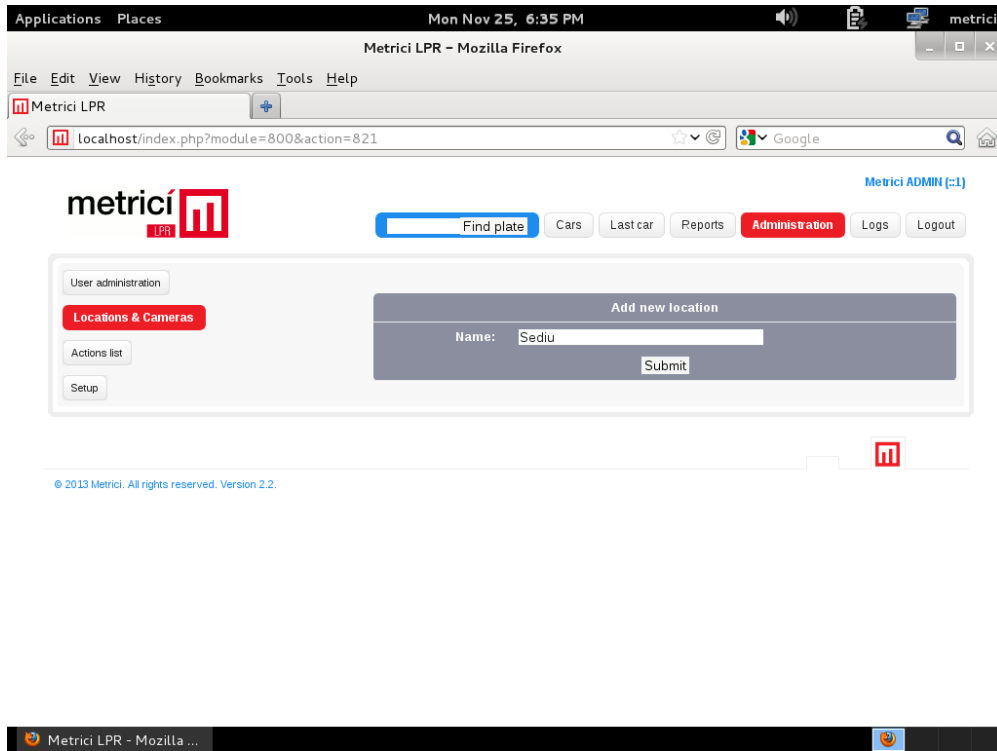 Applications Places Mon Nov 25, 6:35 PM metrici
Metrici LPR – Mozilla Firefox
File Edit View History Bookmarks Tools Help
Metrici LPR
localhost/index.php?module=800&action=821 Google
Metrici ADMIN (::1)
metricí
LPR
Find plate Cars Last car Reports Administration Logs Logout
User administration
Locations & Cameras
Actions list
Setup
Add new location
Name: Sediu
Submit
© 2013 Metrici. All rights reserved. Version 2.2.
Metrici LPR - Mozilla ...